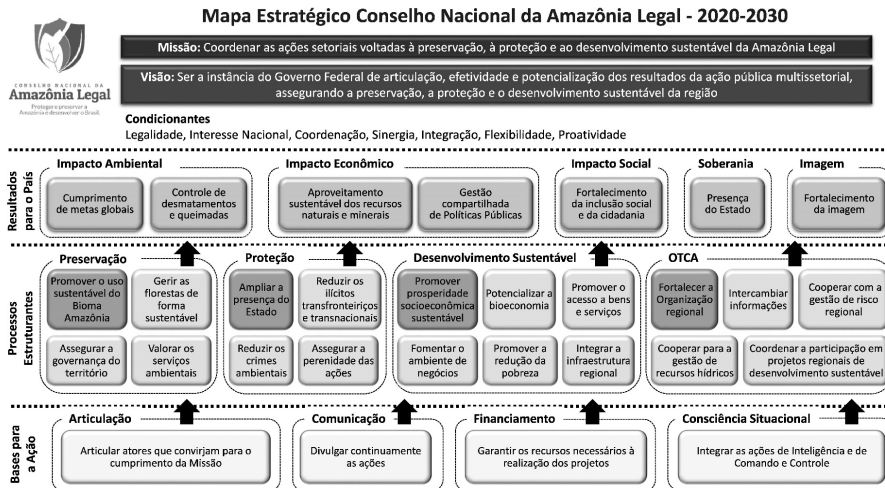 Mapa Estratégico Conselho Nacional da Amazônia Legal - 2020-2030
Missão: Coordenar as ações setoriais voltadas à preservação, à proteção e ao desenvolvimento sustentável da Amazônia Legal
Visão: Ser a instância do Governo Federal de articulação, efetividade e potencialização dos resultados da ação pública multissetorial,
assegurando a preservação, a proteção e o desenvolvimento sustentável da região
CONSELHO NACIONAL DA
Amazônia Legal
Proteger e preservar a
Amazônia e desenvolver o Brasil.
Condicionantes
Legalidade, Interesse Nacional, Coordenação, Sinergia, Integração, Flexibilidade, Proatividade
Resultados
para o País
Impacto Ambiental
Cumprimento
de metas globais
Controle de
desmatamentos
e queimadas
Impacto Econômico
Aproveitamento
sustentável dos recursos
naturais e minerais
Gestão
compartilhada
de Políticas Públicas
Impacto Social
Fortalecimento
da inclusão social
e da cidadania
Soberania
Presença
do Estado
Imagem
Fortalecimento
da imagem
Processos
Estruturantes
Preservação
Promover o uso
sustentável do
Bioma
Amazônia
Gerir as
florestas de
forma
sustentável
Assegurar a
governança do
território
Valorar os
serviços
ambientais
Proteção
Ampliar a
presença do
Estado
Reduzir os
ilícitos
transfronteiriços
e transnacionais
Reduzir os
crimes
ambientais
Assegurar a
perenidade das
ações
Desenvolvimento Sustentável
Promover
prosperidade
socioeconômica
sustentável
Potencializar a
bioeconomia
Promover o
acesso a bens
e serviços
Fomentar o
ambiente de
negócios
Promover a
redução da
pobreza
Integrar a
infraestrutura
regional
OTCA
Fortalecer a
Organização
regional
Intercambiar
informações
Cooperar com a
gestão de risco
regional
Cooperar para a
gestão de
recursos hídricos
Coordenar a participação em
projetos regionais de
desenvolvimento sustentável
Bases para
a Ação
Articulação
Articular atores que convirjam para o
cumprimento da Missão
Comunicação
Divulgar continuamente
as ações
Financiamento
Garantir os recursos necessários à
realização dos projetos
Consciência Situacional
Integrar as ações de Inteligência e de
Comando e Controle